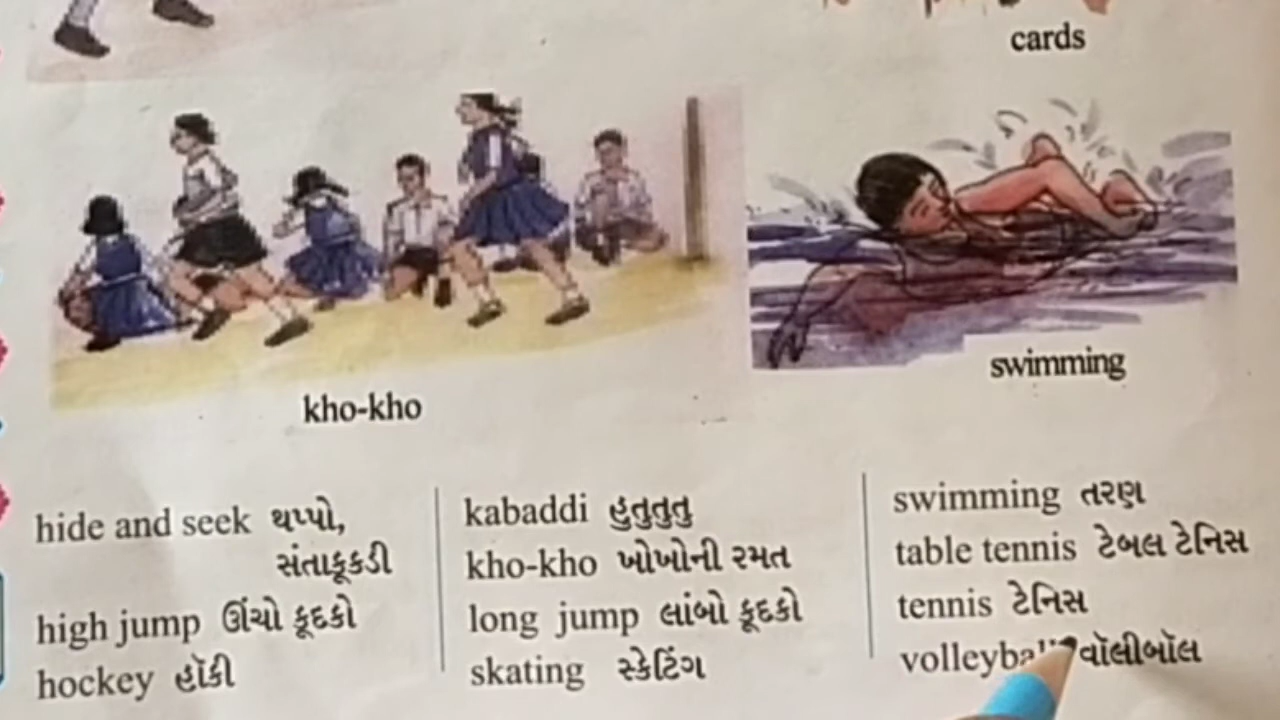 cards
swimming
kho-kho
hide and seek થપ્પો,
સંતાકૂકડી
high jump ઊંચો કૂદકો
hockey હૉકી
kabaddi હુતુતુતુ
kho-kho ખોખોની રમત
long jump લાંબો કૂદકો
skating સ્કેટિંગ
swimming તરણ
table tennis ટેબલ ટેનિસ
tennis ટેનિસ
volleyball વૉલીબૉલ